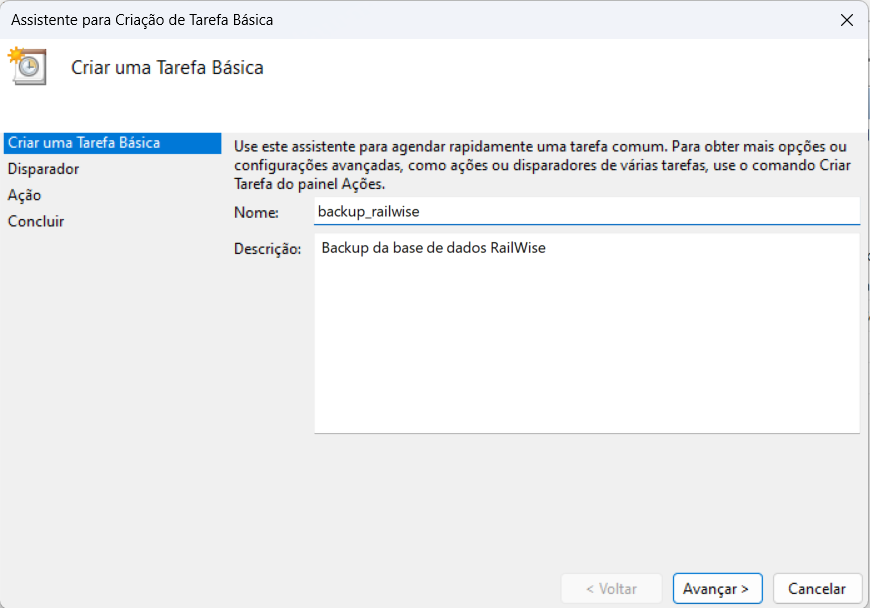 Assistente para Criação de Tarefa Básica
Criar uma Tarefa Básica
Criar uma Tarefa Básica
Disparador
Ação
Concluir
Use este assistente para agendar rapidamente uma tarefa comum. Para obter mais opções ou
configurações avançadas, como ações ou disparadores de várias tarefas, use o comando Criar
Tarefa do painel Ações.
Nome: backup_railwise
Descrição: Backup da base de dados RailWise
< Voltar Avançar > Cancelar